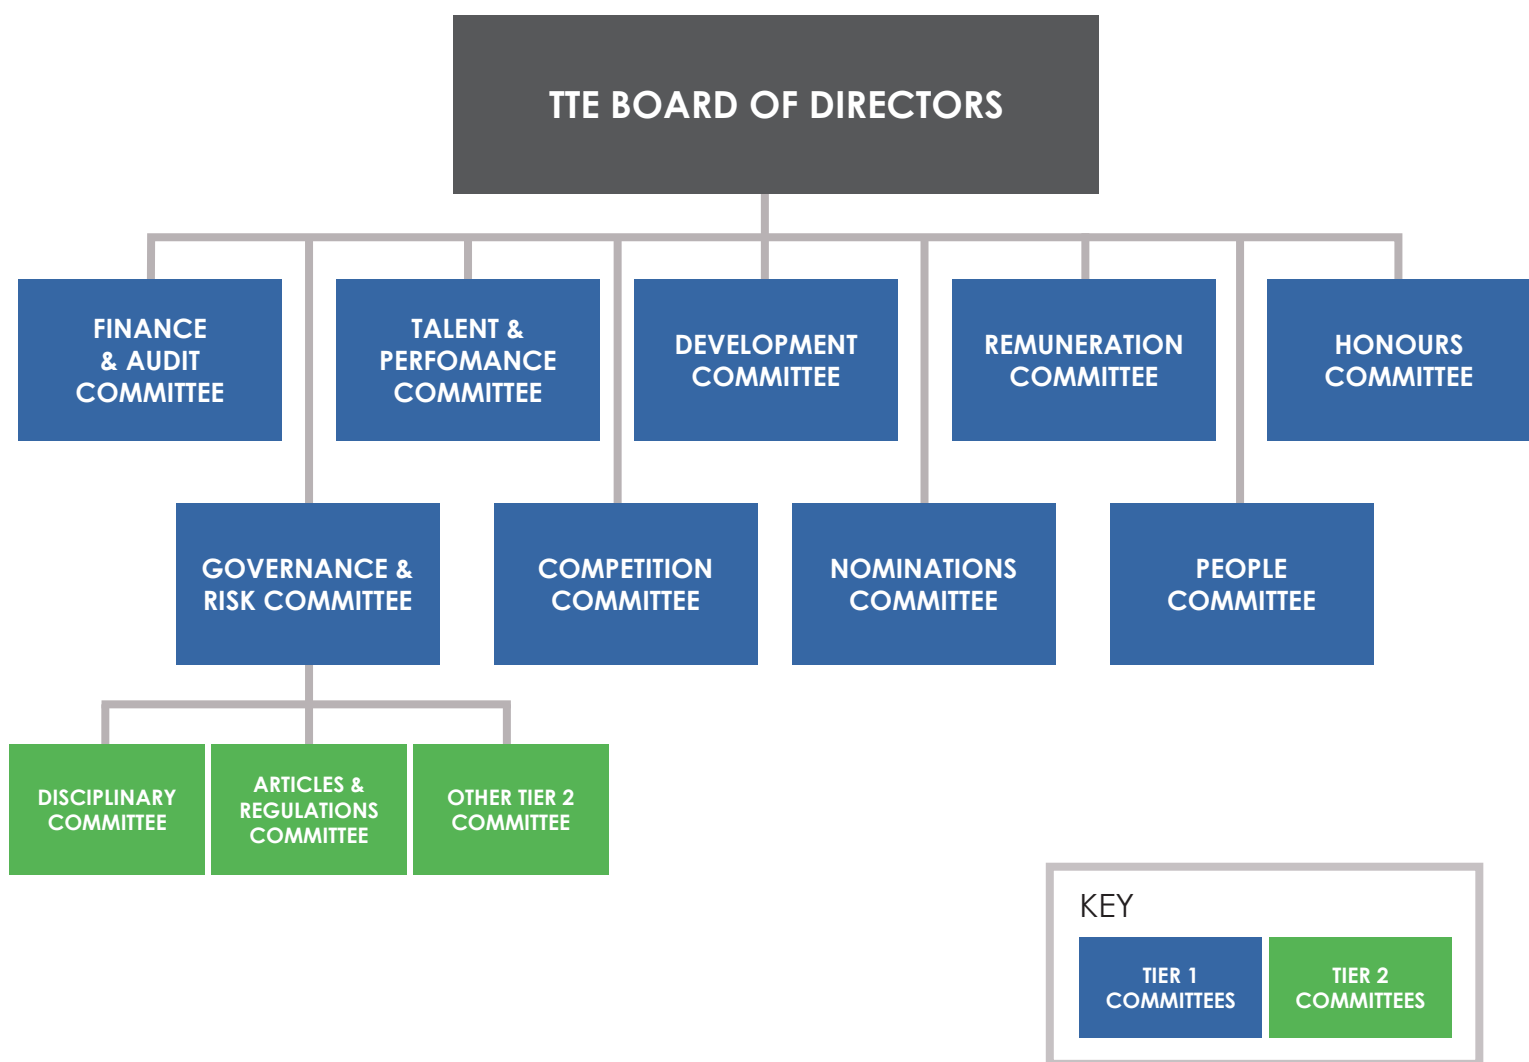 TTE BOARD OF DIRECTORS
FINANCE
& AUDIT
COMMITTEE
TALENT &
PERFOMANCE
COMMITTEE
DEVELOPMENT
COMMITTEE
REMUNERATION
COMMITTEE
HONOURS
COMMITTEE
GOVERNANCE &
RISK COMMITTEE
COMPETITION
COMMITTEE
NOMINATIONS
COMMITTEE
PEOPLE
COMMITTEE
DISCIPLINARY
COMMITTEE
ARTICLES &
REGULATIONS
COMMITTEE
OTHER TIER 2
COMMITTEE
KEY
TIER 1
COMMITTEES
TIER 2
COMMITTEES